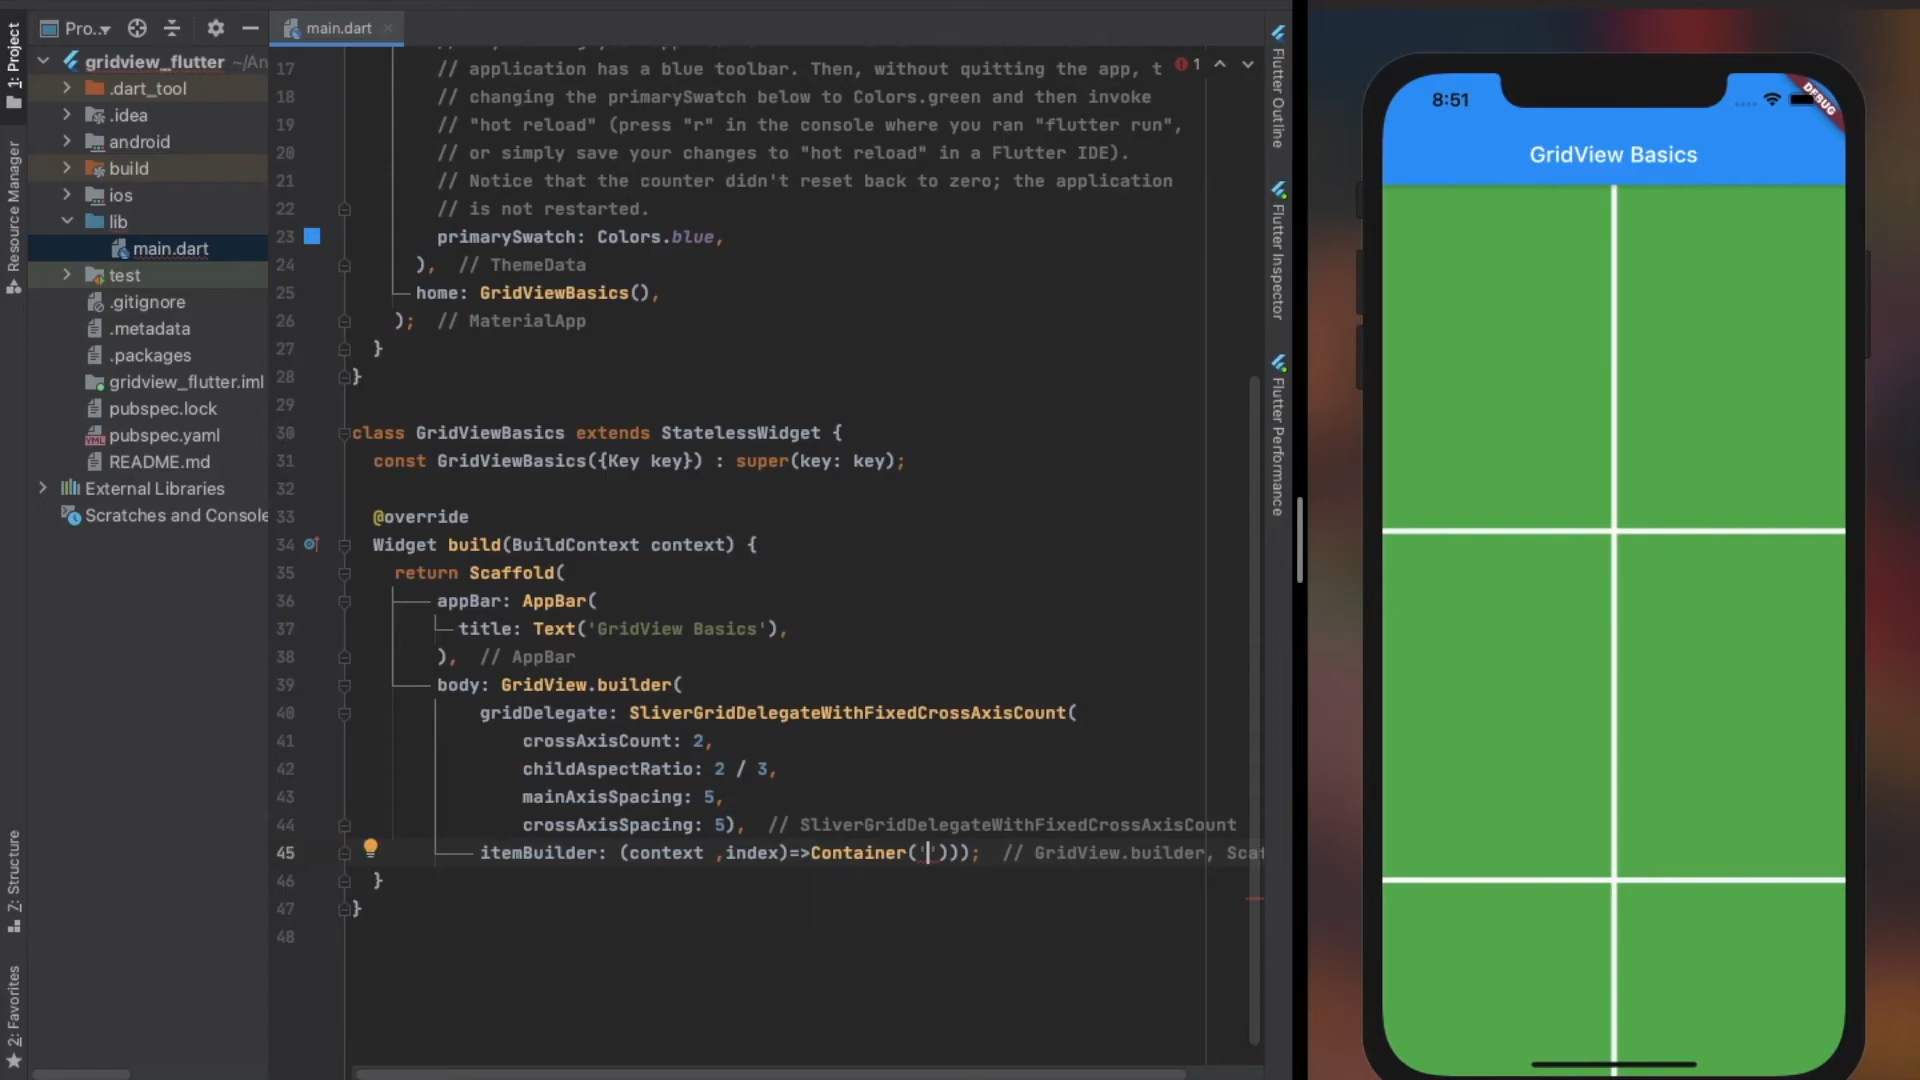 Pro...
main.dart
1: Project
Resource Manager
Z: Structure
2: Favorites
gridview_flutter ~/An
.dart_tool
.idea
android
build
ios
lib
main.dart
test
.gitignore
.metadata
.packages
gridview_flutter.iml
pubspec.lock
pubspec.yaml
README.md
External Libraries
Scratches and Console
1
17 // application has a blue toolbar. Then, without quitting the app, t
18 // changing the primarySwatch below to Colors.green and then invoke
19 // "hot reload" (press "r" in the console where you ran "flutter run",
20 // or simply save your changes to "hot reload" in a Flutter IDE).
21 // Notice that the counter didn't reset back to zero; the application
22 // is not restarted.
23 primarySwatch: Colors.blue,
24 ), // ThemeData
25 home: GridViewBasics(),
26 ); // MaterialApp
27 }
28 }
29
30 class GridViewBasics extends StatelessWidget {
31 const GridViewBasics({Key key}) : super(key: key);
32
33 @override
34 Widget build(BuildContext context) {
35 return Scaffold(
36 appBar: AppBar(
37 title: Text('GridView Basics'),
38 ), // AppBar
39 body: GridView.builder(
40 gridDelegate: SliverGridDelegateWithFixedCrossAxisCount(
41 crossAxisCount: 2,
42 childAspectRatio: 2 / 3,
43 mainAxisSpacing: 5,
44 crossAxisSpacing: 5), // SliverGridDelegateWithFixedCrossAxisCount
45 itemBuilder: (context ,index)=>Container(''))); // GridView.builder, Scaf
46 }
47 }
48
Flutter Outline
Flutter Inspector
Flutter Performance
8:51
DEBUG
GridView Basics